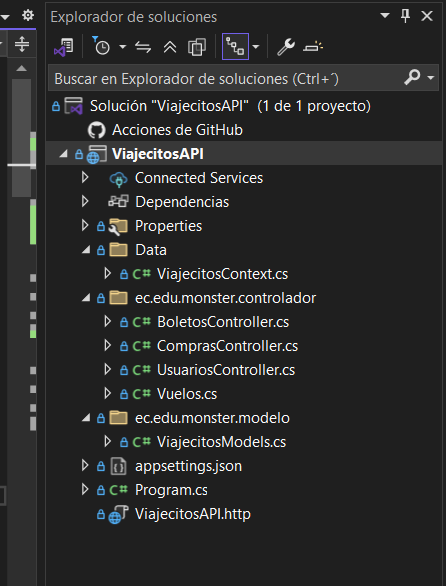 Explorador de soluciones
Buscar en Explorador de soluciones (Ctrl+´)
Solución "ViajecitosAPI" (1 de 1 proyecto)
Acciones de GitHub
ViajecitosAPI
Connected Services
Dependencias
Properties
Data
C# ViajecitosContext.cs
ec.edu.monster.controlador
C# BoletosController.cs
C# ComprasController.cs
C# UsuariosController.cs
C# Vuelos.cs
ec.edu.monster.modelo
C# ViajecitosModels.cs
appsettings.json
C# Program.cs
ViajecitosAPI.http